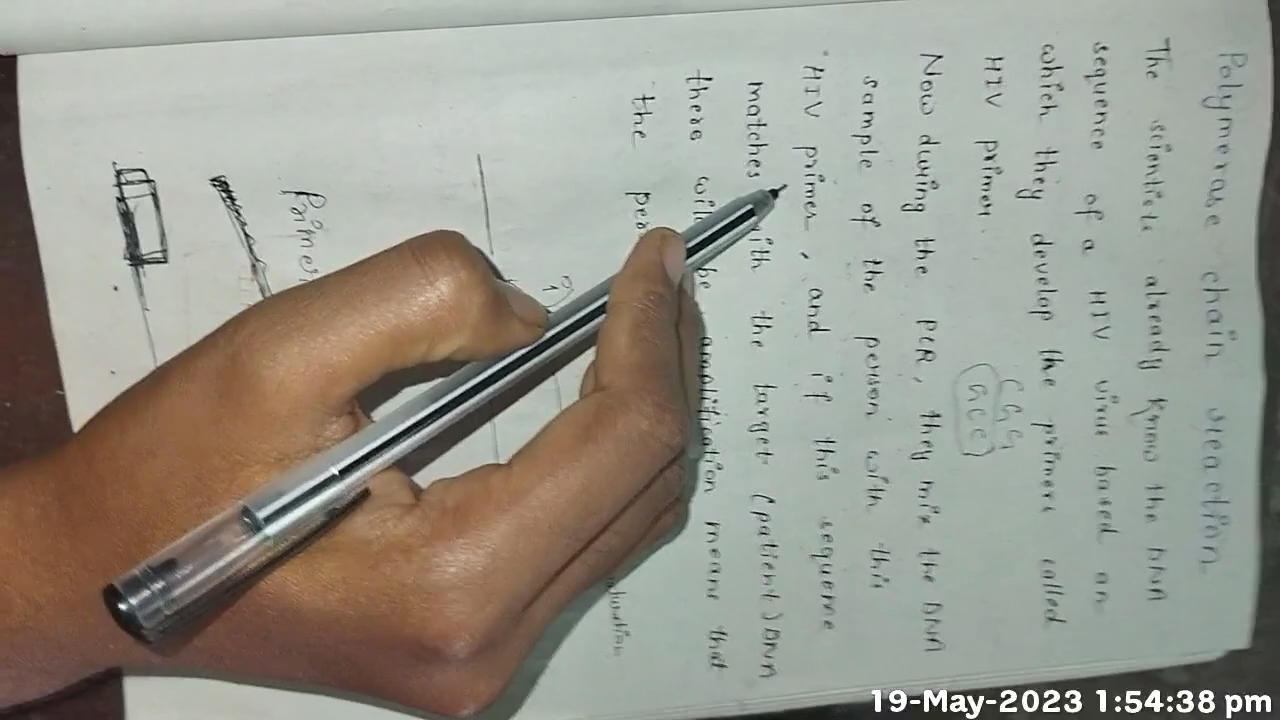 Polymerase chain reaction
The scientists already know the DNA
sequence of a HIV virus based on
which they develop the primers called
HIV primer.
CGG
Now during the PCR, they mix the DNA
sample of the person with this
"HIV primer, and if this sequence
matches with the target (patient) DNA
there will be amplification means that
the per
Primer
19-May-2023 1:54:38 pm